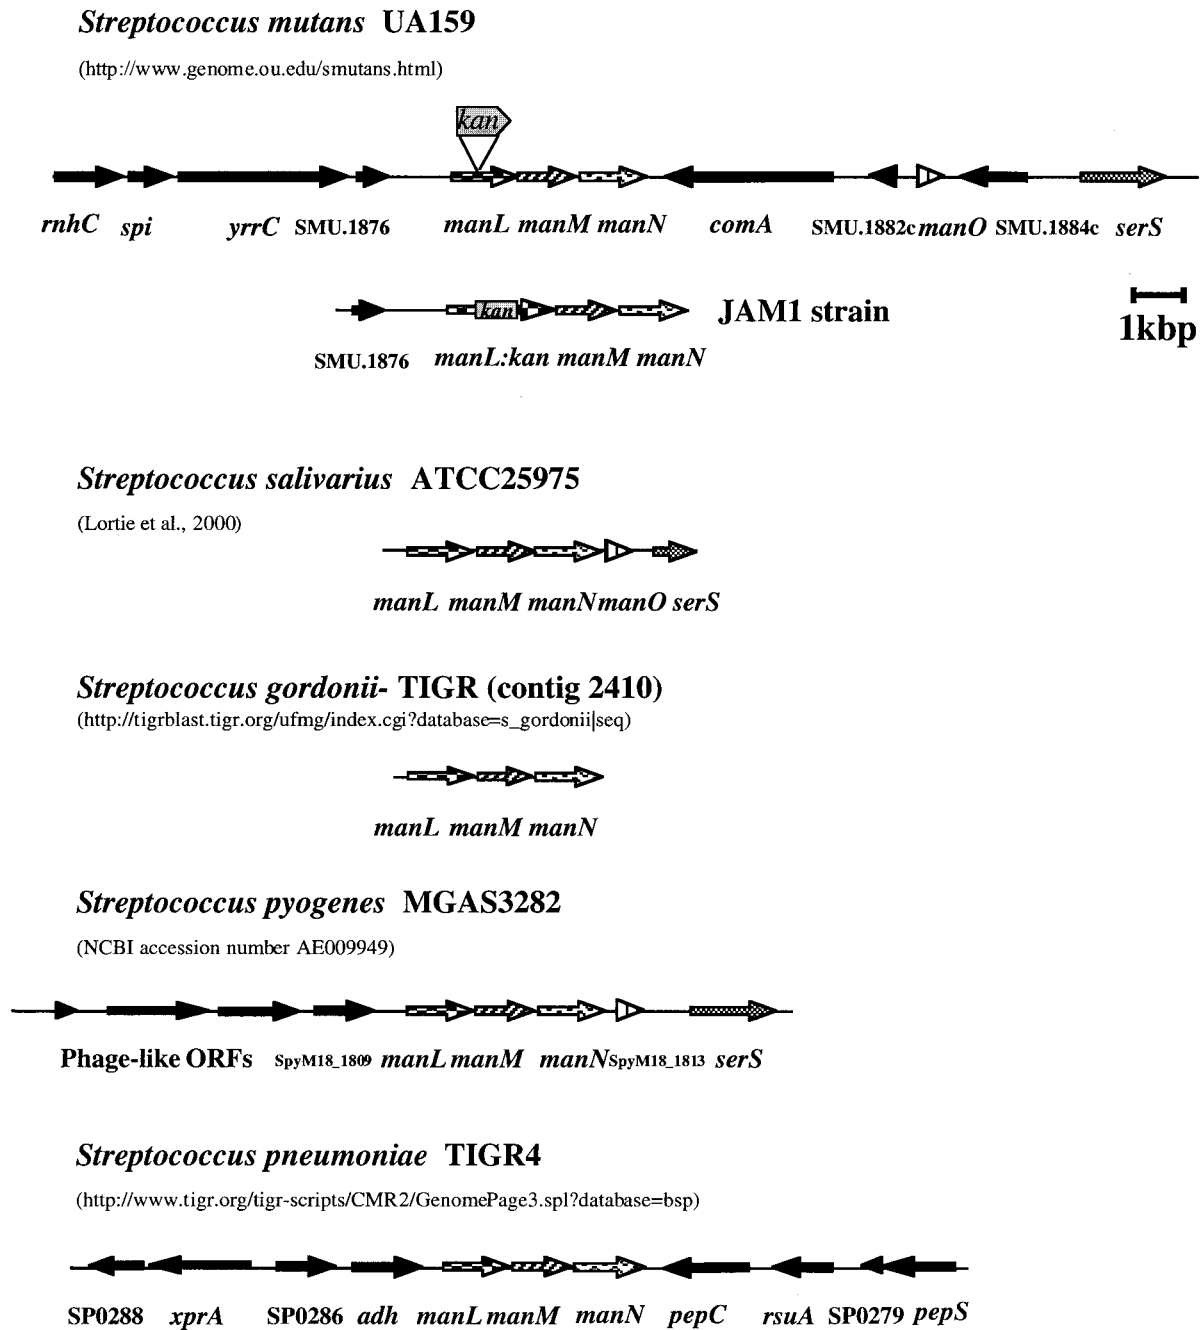 Streptococcus mutans UA159
(http://www.genome.ou.edu/smutans.html)
kan
rnhC spi yrrC SMU.1876 manL manM manN comA SMU.1882c manO SMU.1884c serS
kan
JAM1 strain
1kbp
SMU.1876 manL:kan manM manN
Streptococcus salivarius ATCC25975
(Lortie et al., 2000)
manL manM manN manO serS
Streptococcus gordonii- TIGR (contig 2410)
(http://tigrblast.tigr.org/ufmg/index.cgi?database=s_gordonii|seq)
manL manM manN
Streptococcus pyogenes MGAS3282
(NCBI accession number AE009949)
Phage-like ORFs SpyM18_1809 manL manM manN SpyM18_1813 serS
Streptococcus pneumoniae TIGR4
(http://www.tigr.org/tigr-scripts/CMR2/GenomePage3.spl?database=bsp)
SP0288 xprA SP0286 adh manL manM manN pepC rsuA SP0279 pepS